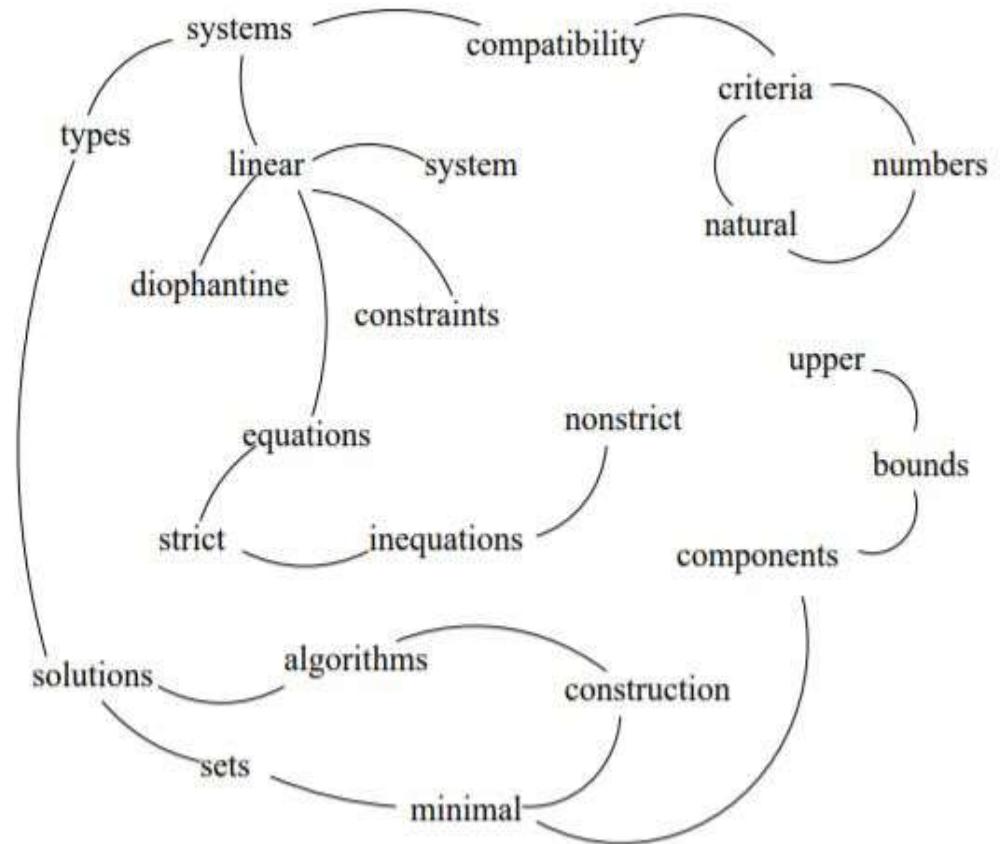 systems
compatibility
criteria
types
linear
system
numbers
natural
diophantine
constraints
upper
nonstrict
equations
bounds
strict
inequations
components
solutions
algorithms
construction
sets
minimal